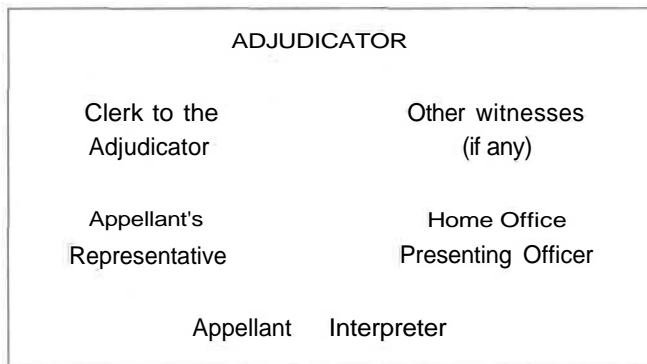 ADJUDICATOR
Clerk to the
Adjudicator
Other witnesses
(if any)
Appellant's
Representative
Home Office
Presenting Officer
Appellant Interpreter